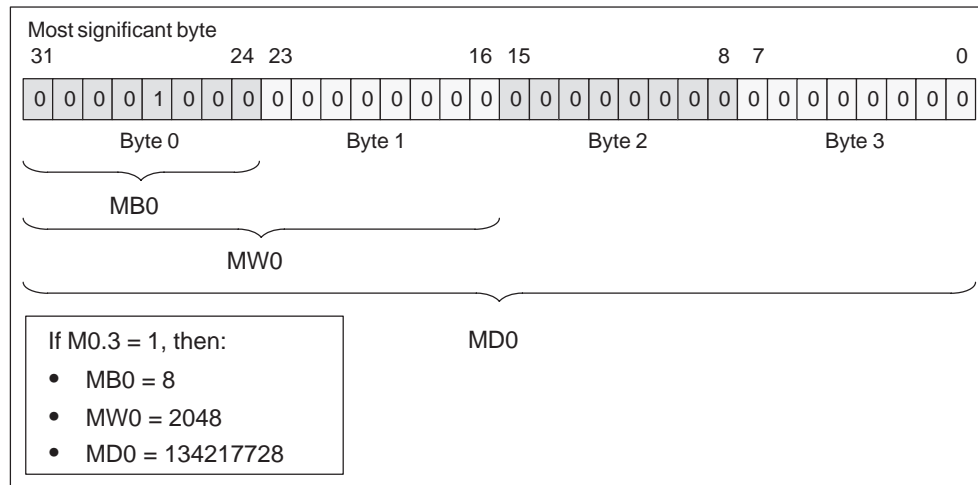 Most significant byte
31 24 23 16 15 8 7 0
0 0 0 0 1 0 0 0 0 0 0 0 0 0 0 0 0 0 0 0 0 0 0 0 0 0 0 0 0 0 0 0
Byte 0 Byte 1 Byte 2 Byte 3
MB0
MW0
MD0
If M0.3 = 1, then:
• MB0 = 8
• MW0 = 2048
• MD0 = 134217728